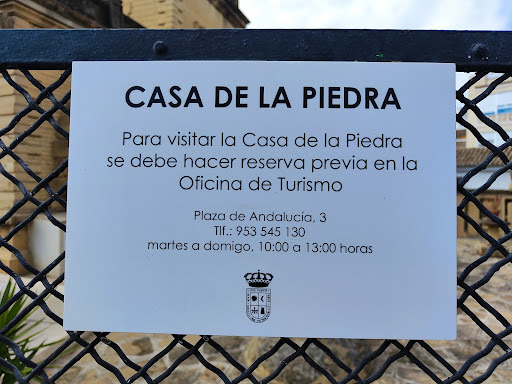 CASA DE LA PIEDRA
Para visitar la Casa de la Piedra
se debe hacer reserva previa en la
Oficina de Turismo
Plaza de Andalucía, 3
Tlf.: 953 545 130
martes a domigo, 10:00 a 13:00 horas